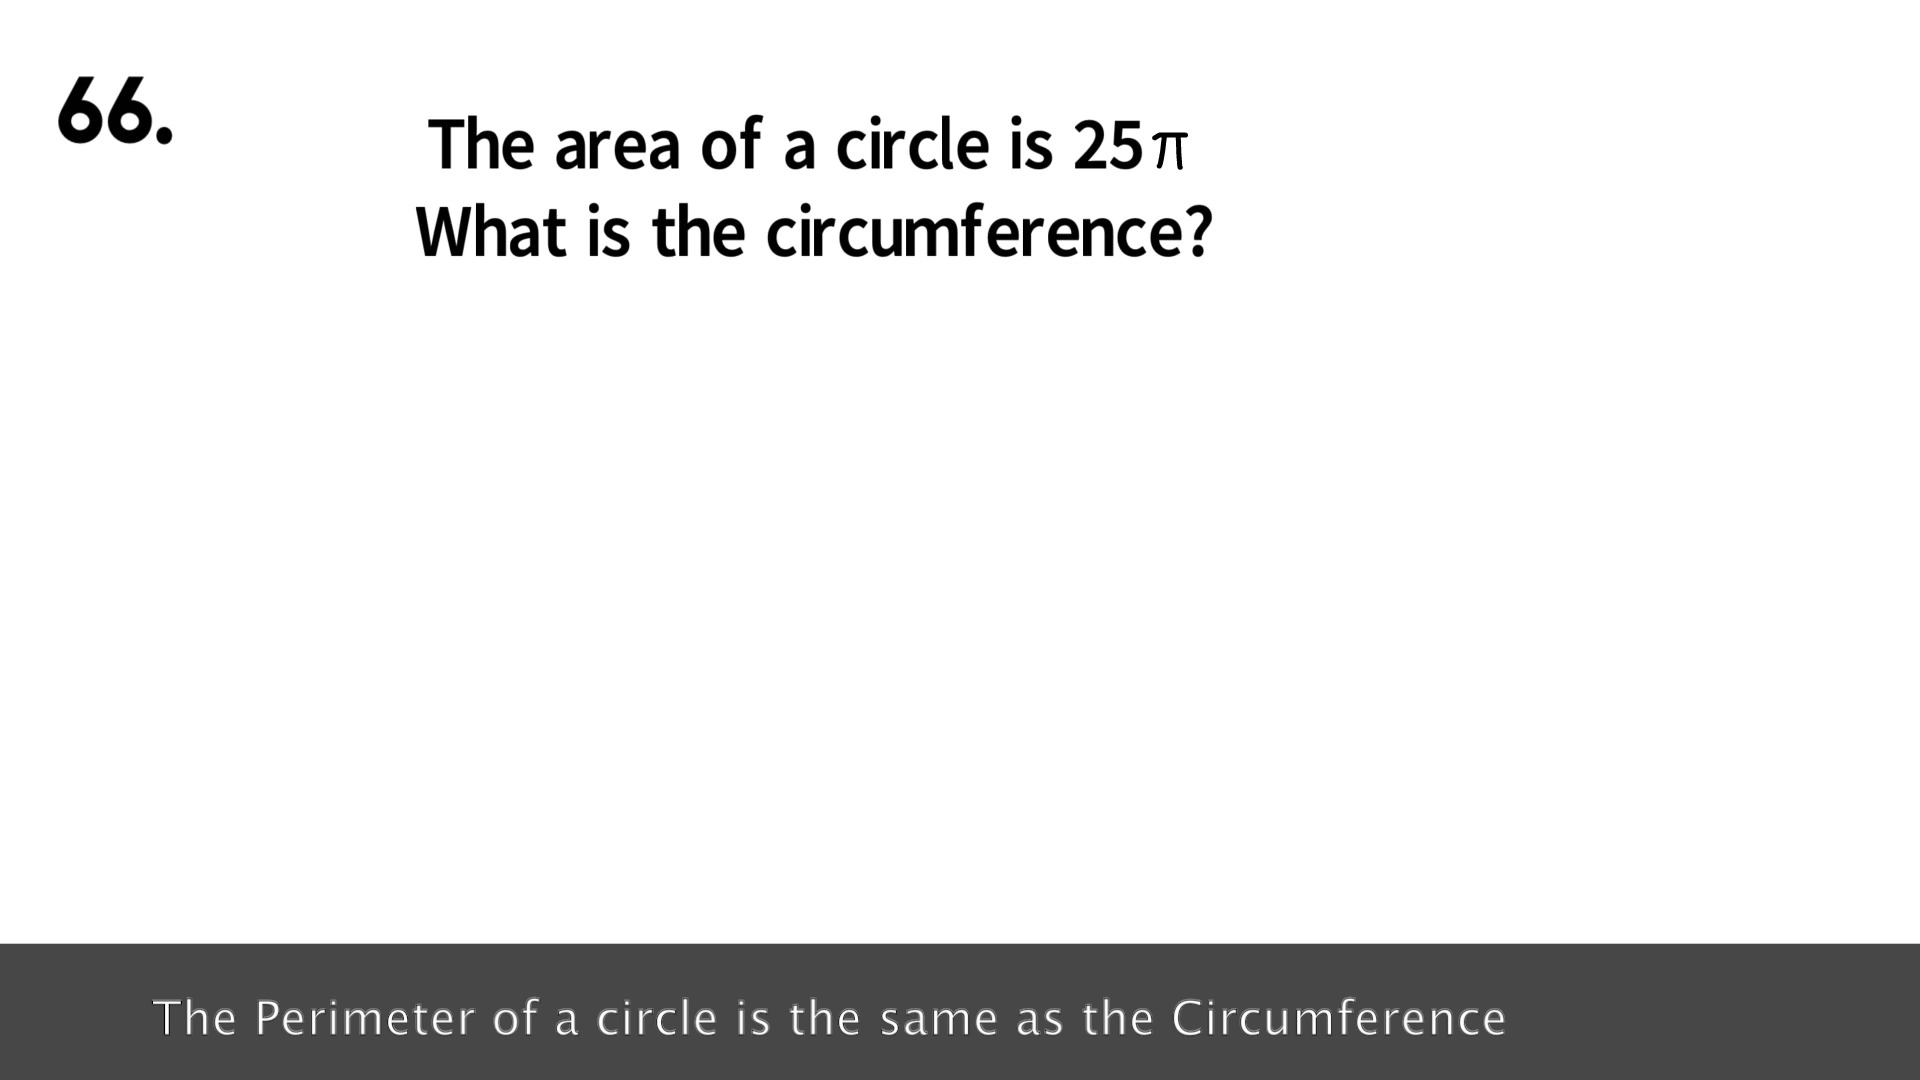 66.
The area of a circle is 25π
What is the circumference?
The Perimeter of a circle is the same as the Circumference